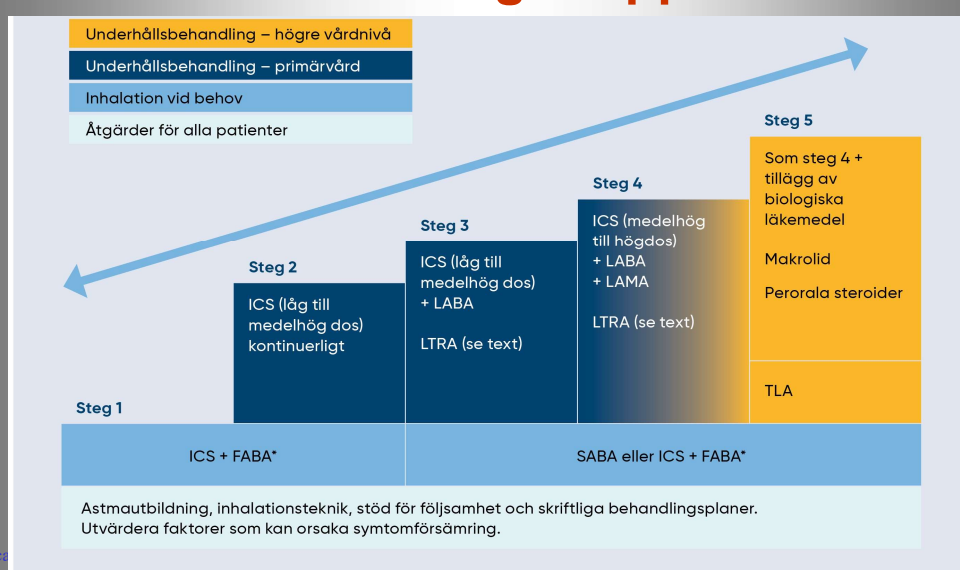 Underhållsbehandling – högre vårdnivå
Underhållsbehandling – primärvård
Inhalation vid behov
Åtgärder för alla patienter
Steg 1
Steg 2
ICS (låg till
medelhög dos)
kontinuerligt
Steg 3
ICS (låg till
medelhög dos)
+ LABA
LTRA (se text)
Steg 4
ICS (medelhög
till högdos)
+ LABA
+ LAMA
LTRA (se text)
Steg 5
Som steg 4 +
tillägg av
biologiska
läkemedel
Makrolid
Perorala steroider
TLA
ICS + FABA*
SABA eller ICS + FABA*
Astmautbildning, inhalationsteknik, stöd för följsamhet och skriftliga behandlingsplaner.
Utvärdera faktorer som kan orsaka symtomförsämring.